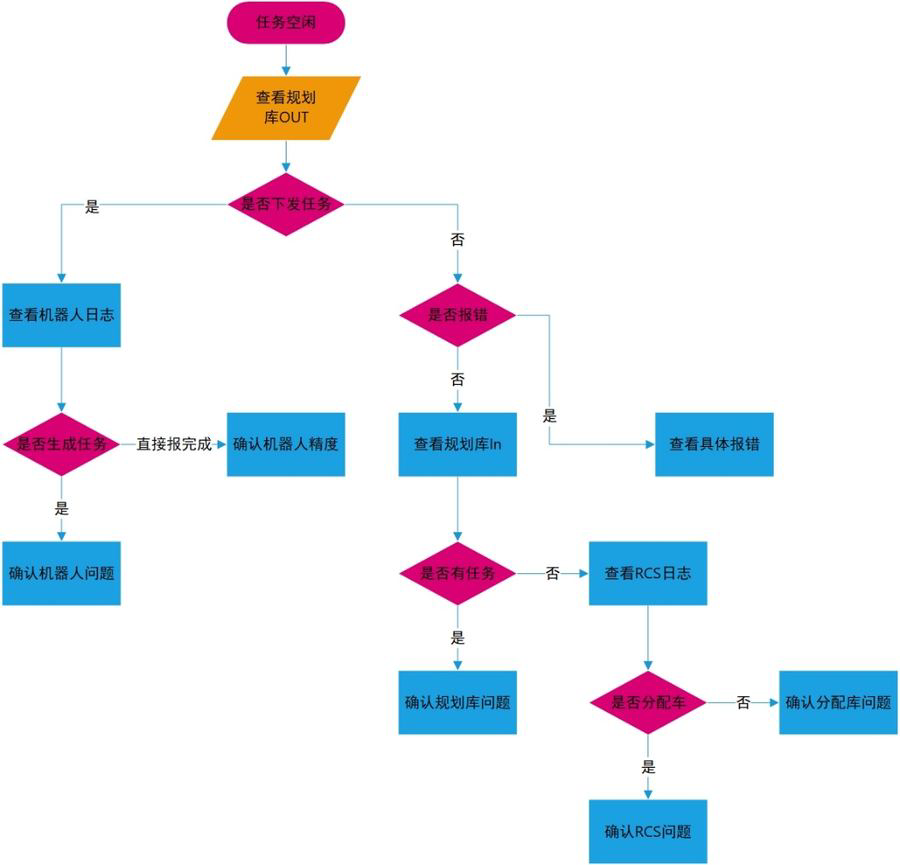 任务空闲
查看规划
库OUT
是否下发任务
是
否
查看机器人日志
是否报错
否
是
是否生成任务
直接报完成
确认机器人精度
查看规划库In
查看具体报错
是
确认机器人问题
是否有任务
否
查看RCS日志
是
确认规划库问题
是否分配车
否
确认分配库问题
是
确认RCS问题